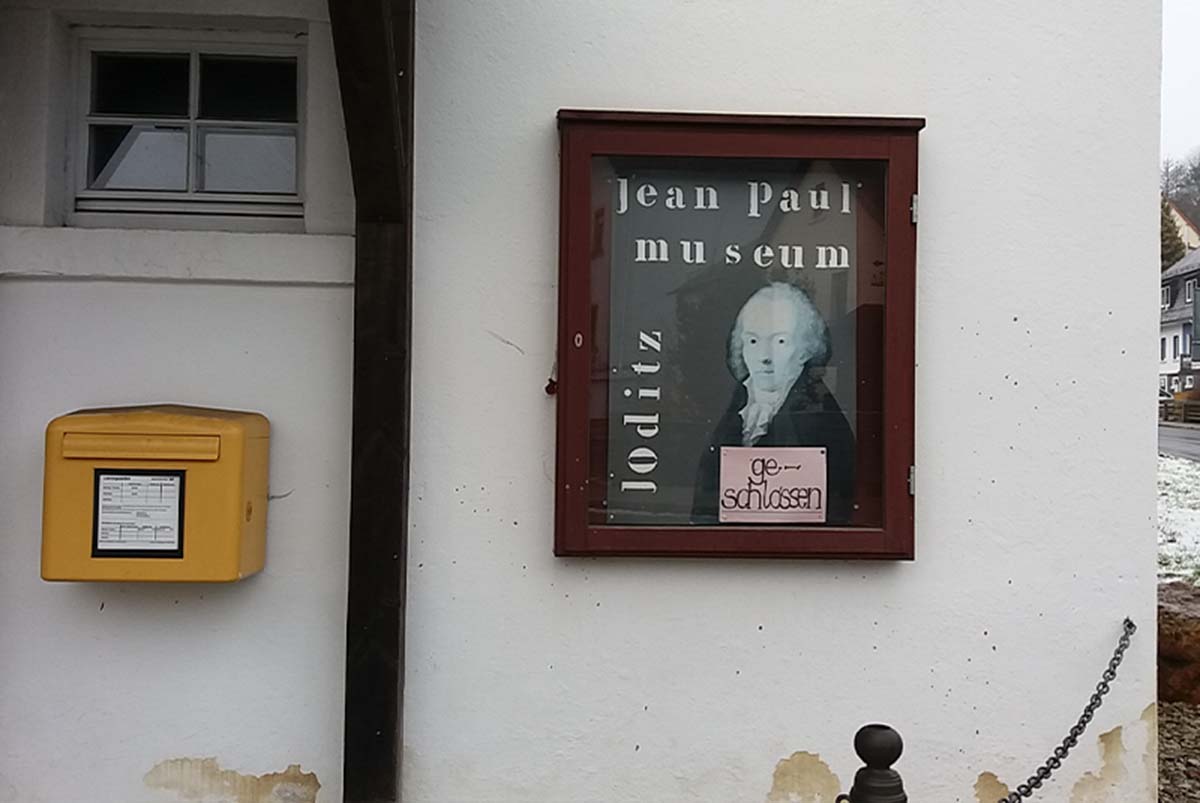 Jean Paul
museum
Joditz
ge-
schlossen